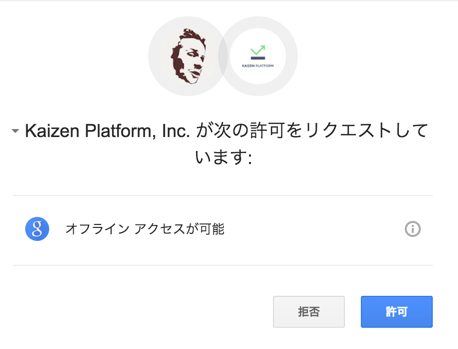 KAIZEN PLATFORM
Kaizen Platform, Inc. が次の許可をリクエストして
います:
8
オフライン アクセスが可能
拒否
許可